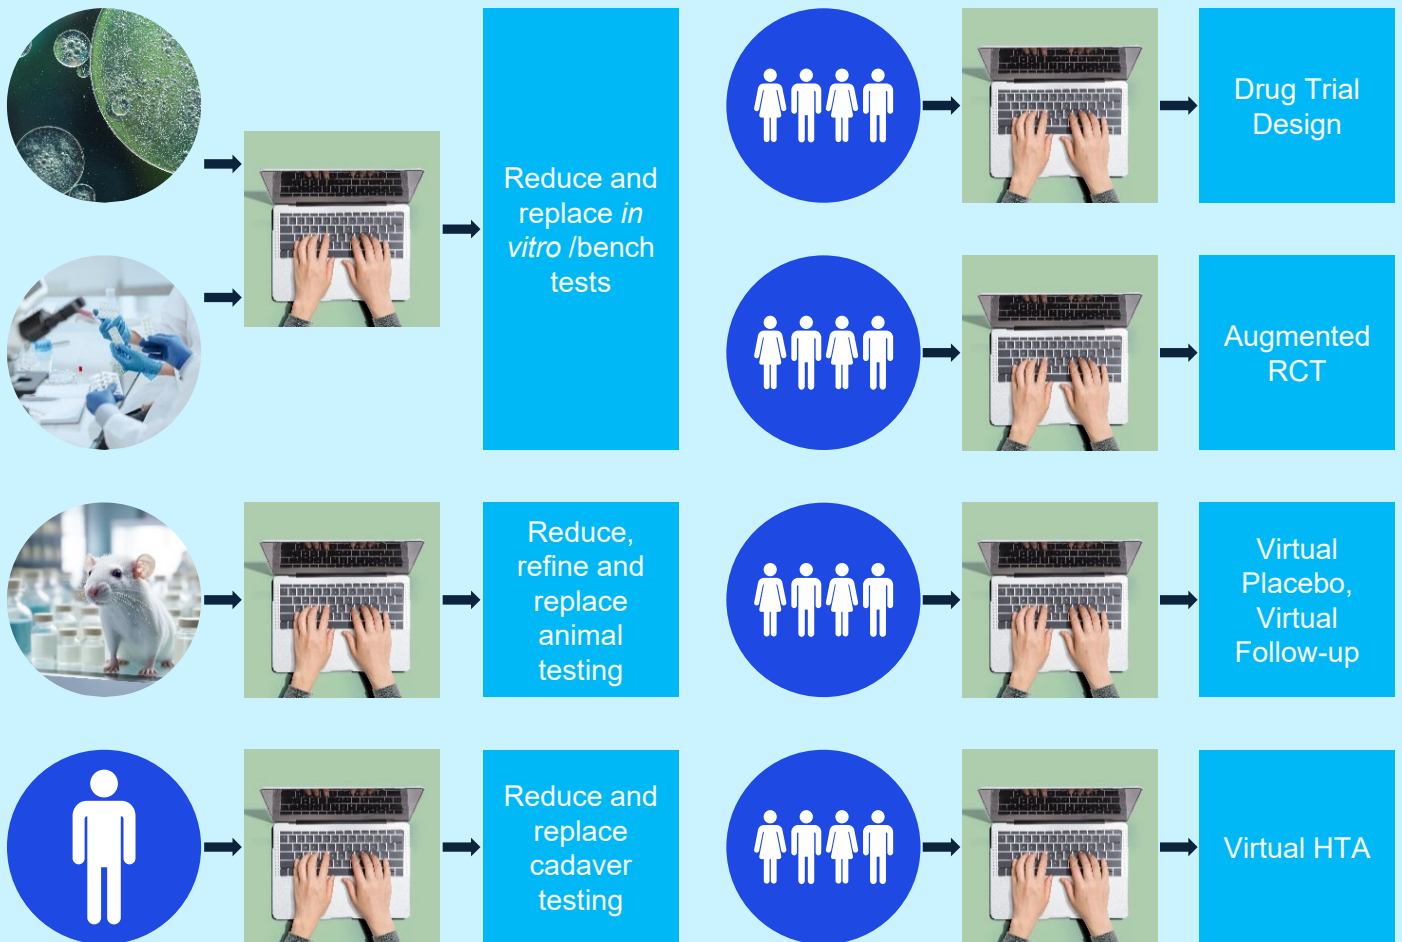 Reduce and
replace in
vitro /bench
tests
Reduce,
refine and
replace
animal
testing
Reduce and
replace
cadaver
testing
Drug Trial
Design
Augmented
RCT
Virtual
Placebo,
Virtual
Follow-up
Virtual HTA